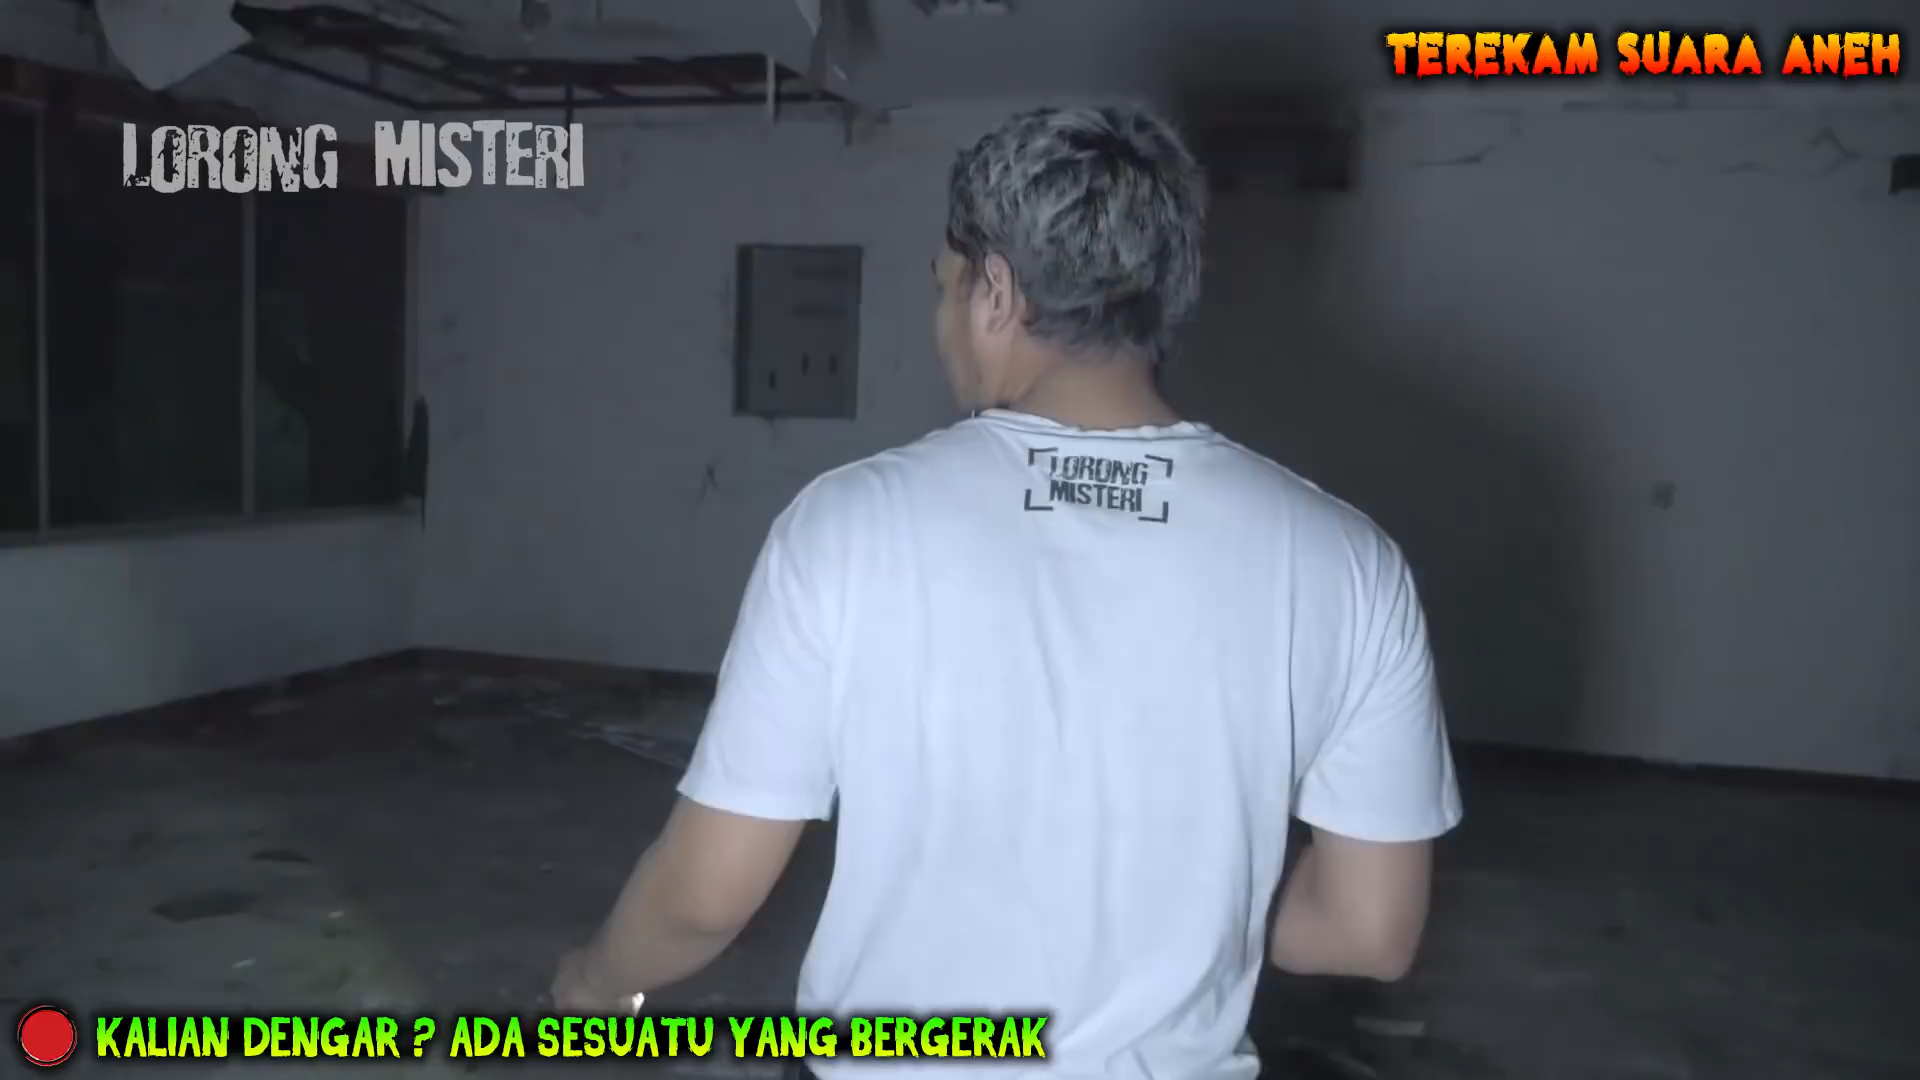 TEREKAM SUARA ANEH
LORONG MISTERI
LORONG
MISTERI
KALIAN DENGAR ? ADA SESUATU YANG BERGERAK